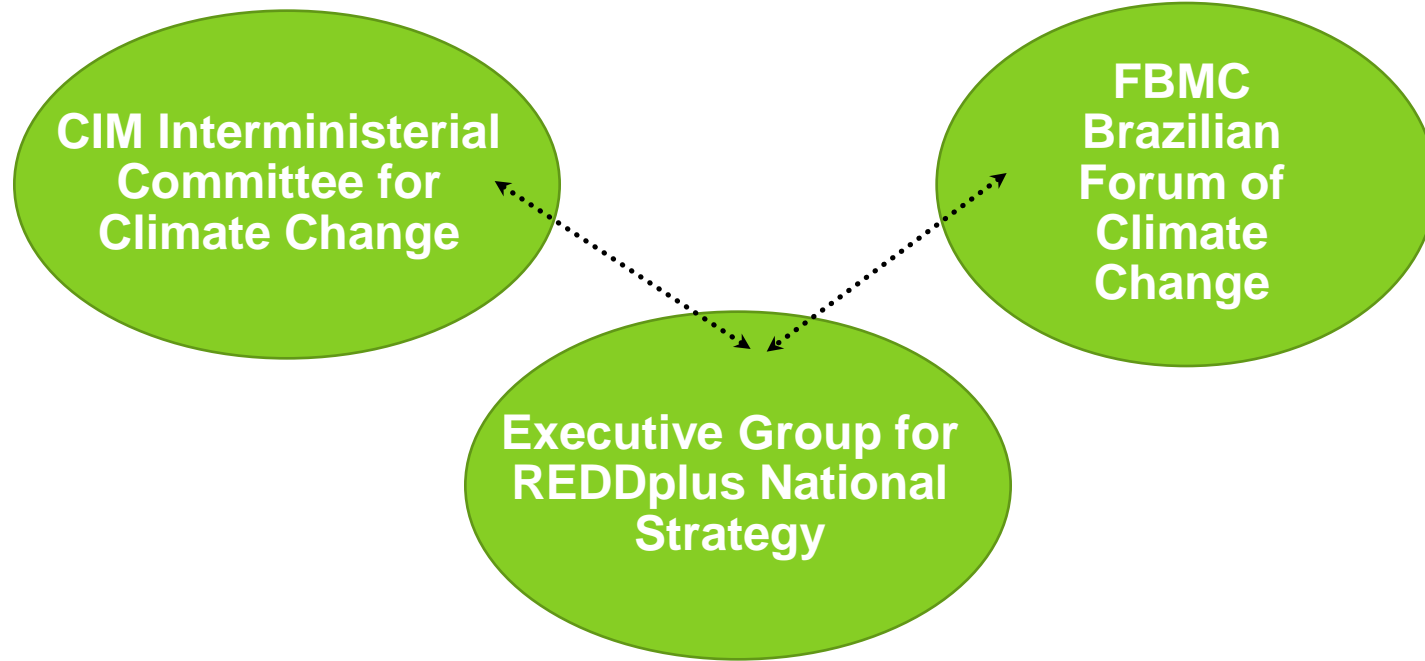 CIM Interministerial
Committee for
Climate Change
FBMC
Brazilian
Forum of
Climate
Change
Executive Group for
REDDplus National
Strategy